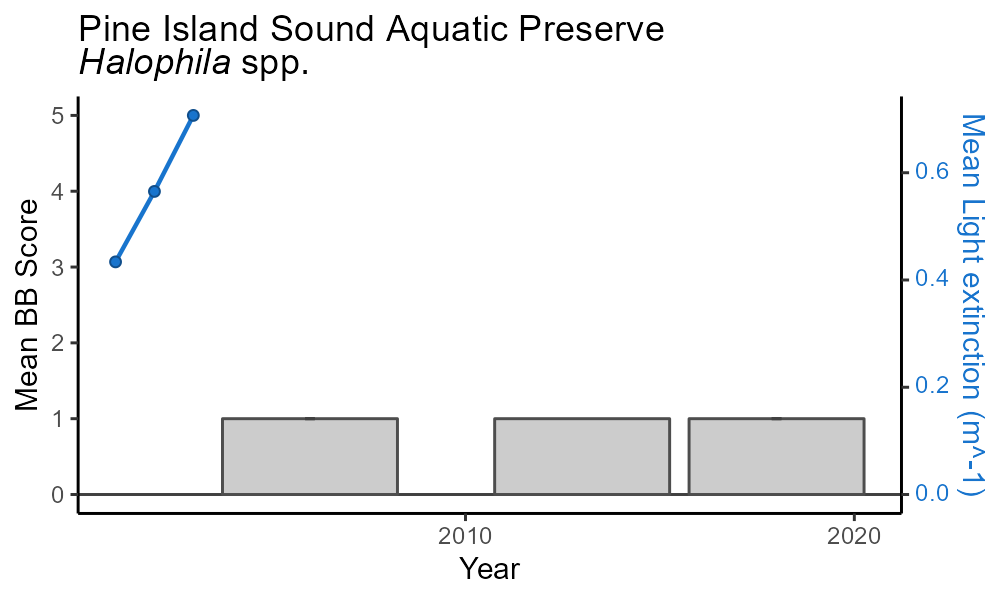 Pine Island Sound Aquatic Preserve
Halophila spp.
5
4
3
2
1
0
Mean BB Score
0.6
0.4
0.2
0.0
Mean Light extinction (m^-1)
2010
2020
Year